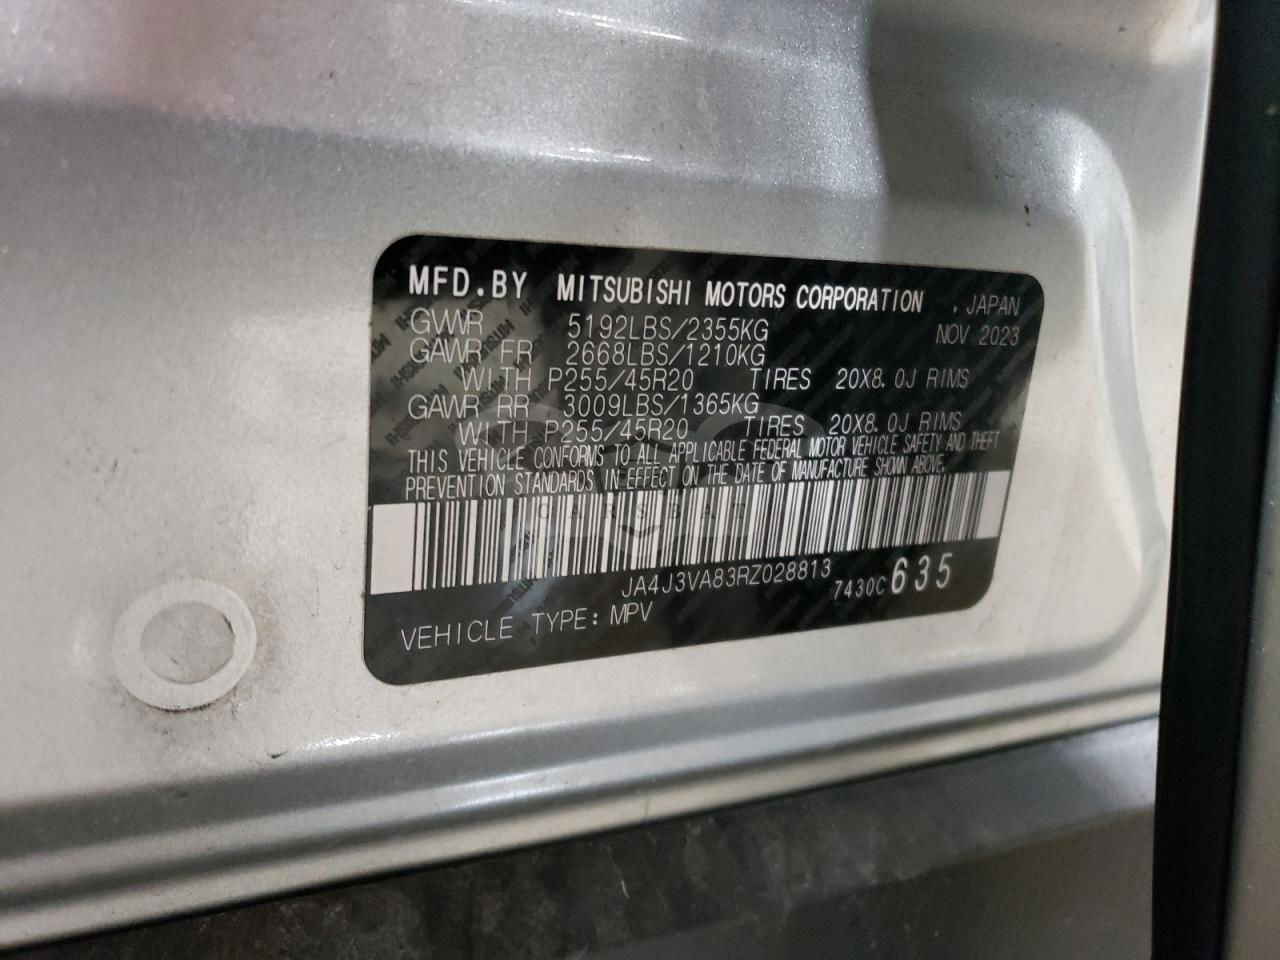 MFD.BY MITSUBISHI MOTORS CORPORATION , JAPAN
GVWR 5192LBS/2355KG NOV 2023
GAWR FR 2668LBS/1210KG
WITH P255/45R20 TIRES 20X8.0J RIMS
GAWR RR 3009LBS/1365KG
WITH P255/45R20 TIRES 20X8.0J RIMS
THIS VEHICLE CONFORMS TO ALL APPLICABLE FEDERAL MOTOR VEHICLE SAFETY AND THEFT
PREVENTION STANDARDS IN EFFECT ON THE DATE OF MANUFACTURE SHOWN ABOVE.
CARSBAR
JA4J3VA83RZ028813 7430C 635
VEHICLE TYPE: MPV